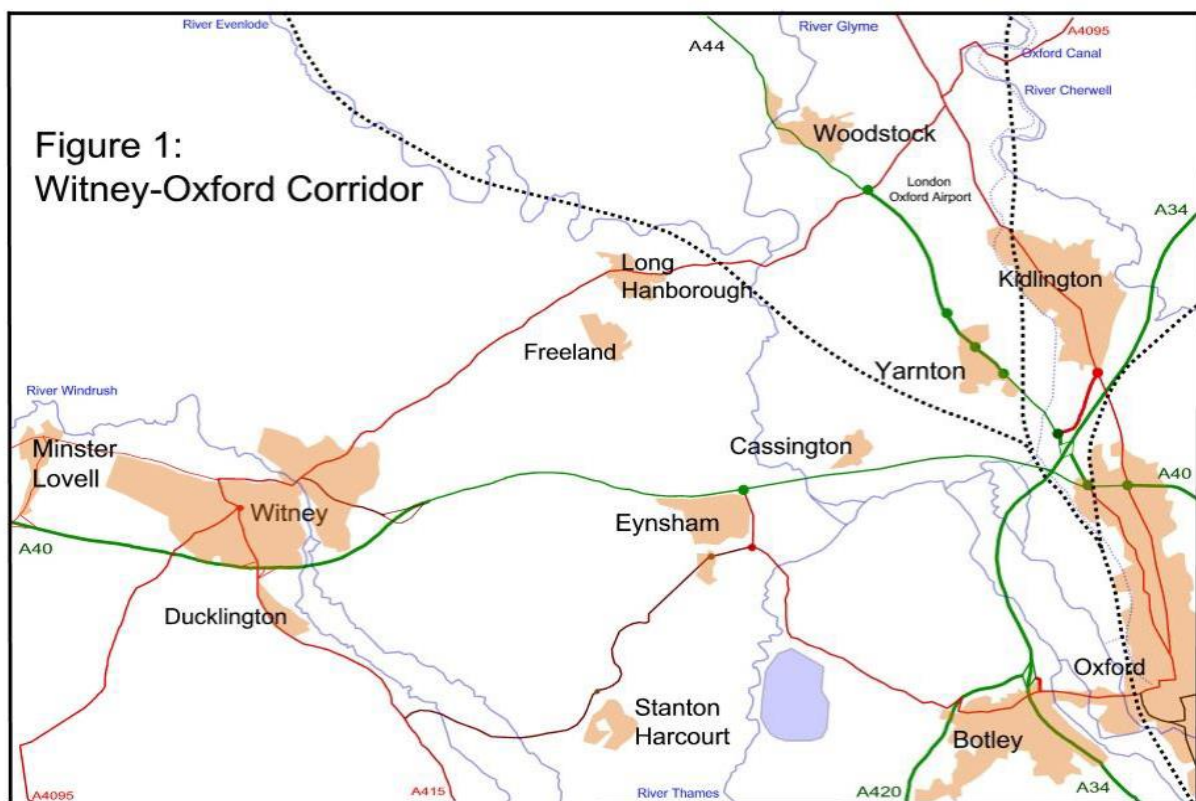 River Evenlode
River Glyme
A4095
A44
Oxford Canal
River Cherwell
Figure 1:
Witney-Oxford Corridor
Woodstock
London
Oxford Airport
A34
Long
Hanborough
Kidlington
Freeland
Yarnton
River Windrush
Minster
Lovell
Cassington
A40
Witney
Eynsham
A40
Ducklington
Oxford
Stanton
Harcourt
Botley
A4095
A415
River Thames
A420
A34